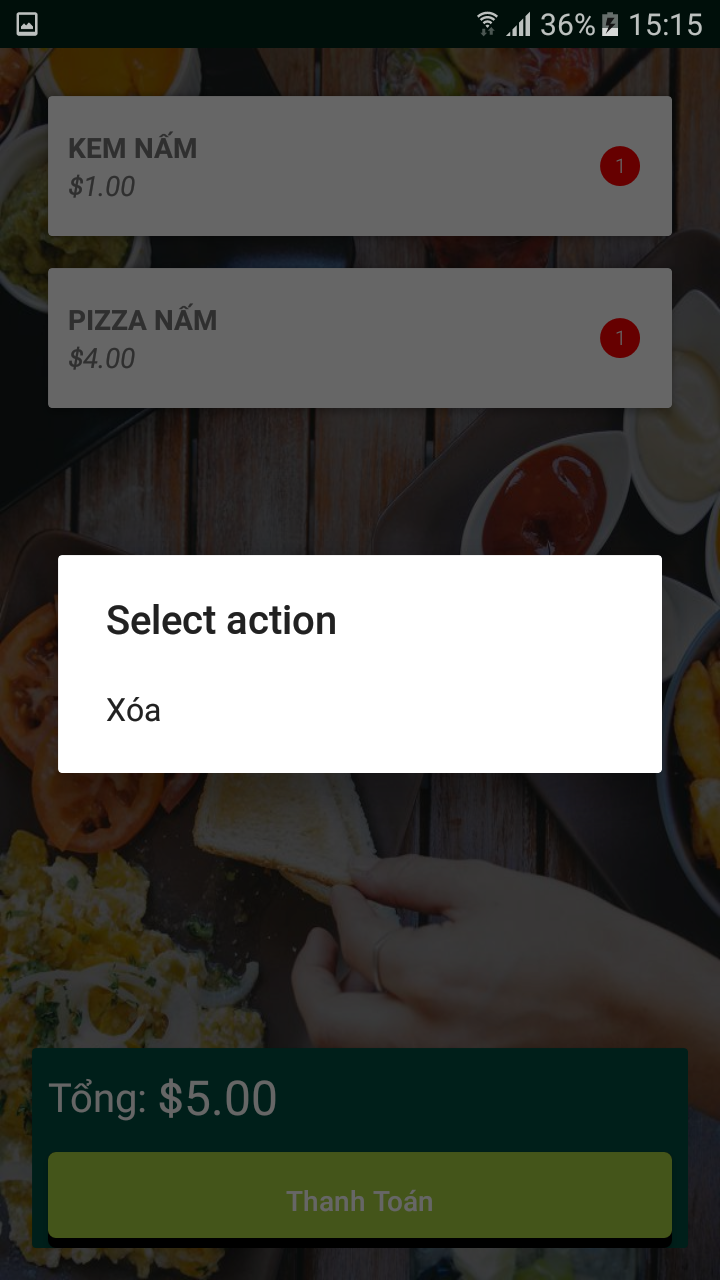 36% 15:15
KEM NẤM
$1.00
1
PIZZA NẤM
$4.00
1
Select action
Xóa
Tổng: $5.00
Thanh Toán